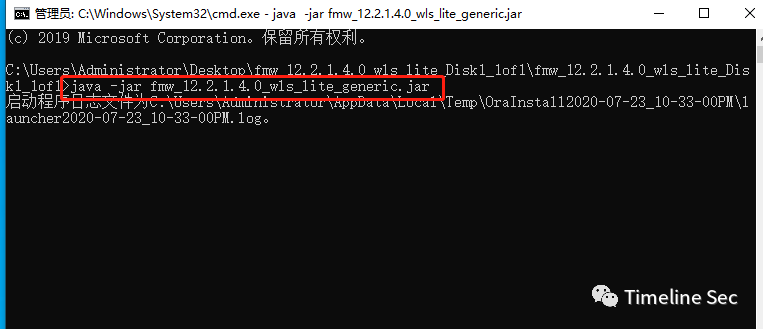 管理员: C:\Windows\System32\cmd.exe - java  -jar fmw_12.2.1.4.0_wls_lite_generic.jar
(c) 2019 Microsoft Corporation。保留所有权利。
C:\Users\Administrator\Desktop\fmw_12.2.1.4.0_wls_lite_Disk1_1of1\fmw_12.2.1.4.0_wls_lite_Dis
k1_1of1>java -jar fmw_12.2.1.4.0_wls_lite_generic.jar
启动程序日志文件为C:\Users\Administrator\AppData\Local\Temp\OraInstall2020-07-23_10-33-00PM\l
auncher2020-07-23_10-33-00PM.log。
Timeline Sec